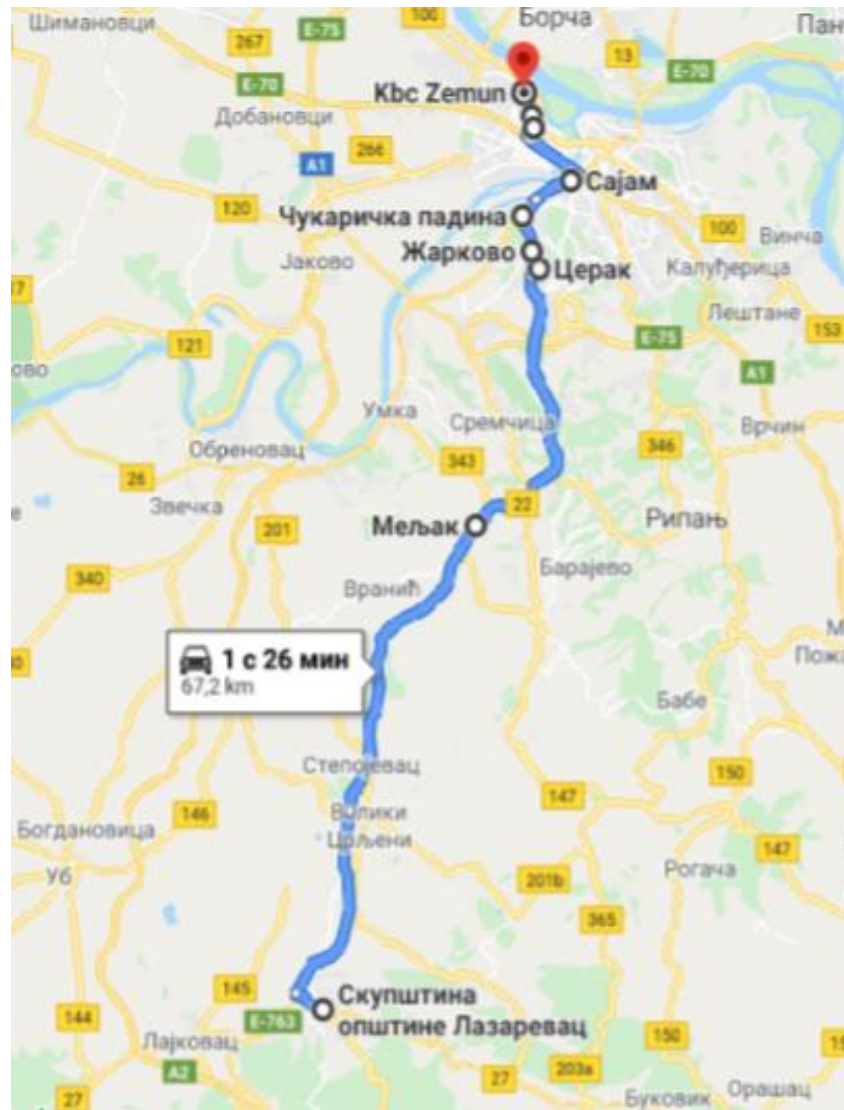 Шимановци
E-75
100
Борча
Пан
267
13
E-70
E-70
Kbc Zemun
Добановци
A1
Сајам
120
Чукаричка падина
100
Винча
Жарково
Јаково
Церак
Калуђерица
17
Лештане
121
E-75
153
ово
A1
Умка
Сремчица
Обреновац
346
Врчин
343
26
Звечка
22
201
Рипањ
Мељак
340
Барајево
Вранић
1 с 26 мин
67,2 km
Бабе
Степојевац
150
147
146
Велики
Црљени
Богдановица
147
Уб
Рогача
201b
365
145
Скупштина
општине Лазаревац
E-763
144
Лајковац
150
A2
203a
27
27
Буковик
Орашац